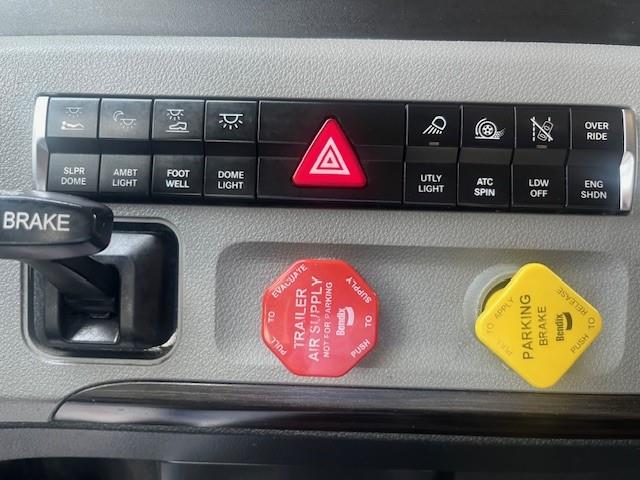 SLPR
DOME
AMBT
LIGHT
FOOT
WELL
DOME
LIGHT
UTLY
LIGHT
ATC
SPIN
LDW
OFF
OVER
RIDE
ENG
SHDN
BRAKE
PULL TO EVACUATE
TRAILER
AIR SUPPLY
NOT FOR PARKING
Bendix
PUSH TO SUPPLY
PULL TO APPLY
PARKING
BRAKE
Bendix
PUSH TO RELEASE